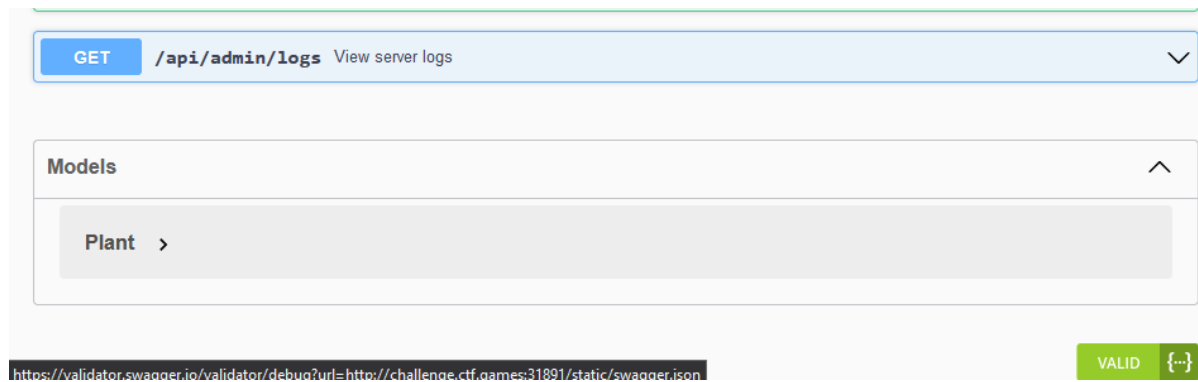 GET /api/admin/logs View server logs
Models
Plant >
VALID {...}
https://validator.swagger.io/validator/debug?url=http://challenge.ctf.games:31891/static/swagger.json